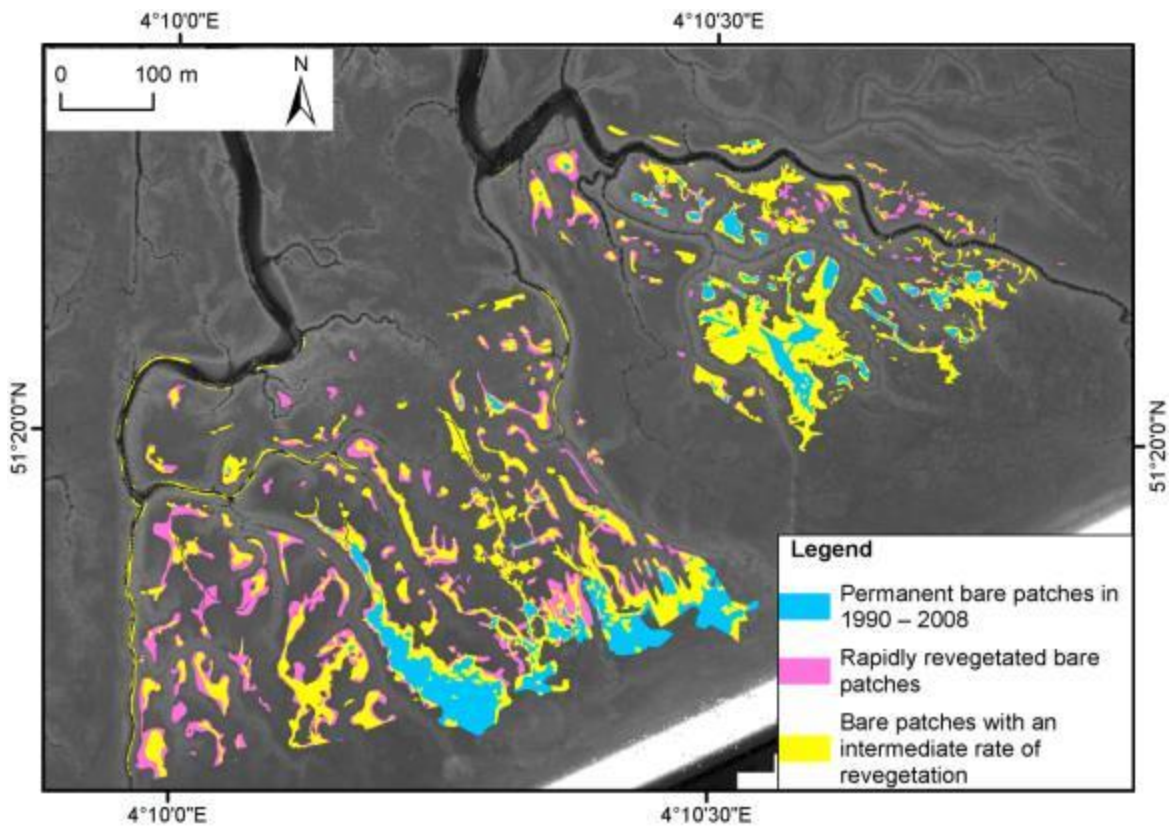 4°10'0"E
4°10'30"E
0 100 m
N
51°20'0"N
51°20'0"N
Legend
Permanent bare patches in
1990 – 2008
Rapidly revegetated bare
patches
Bare patches with an
intermediate rate of
revegetation
4°10'0"E
4°10'30"E